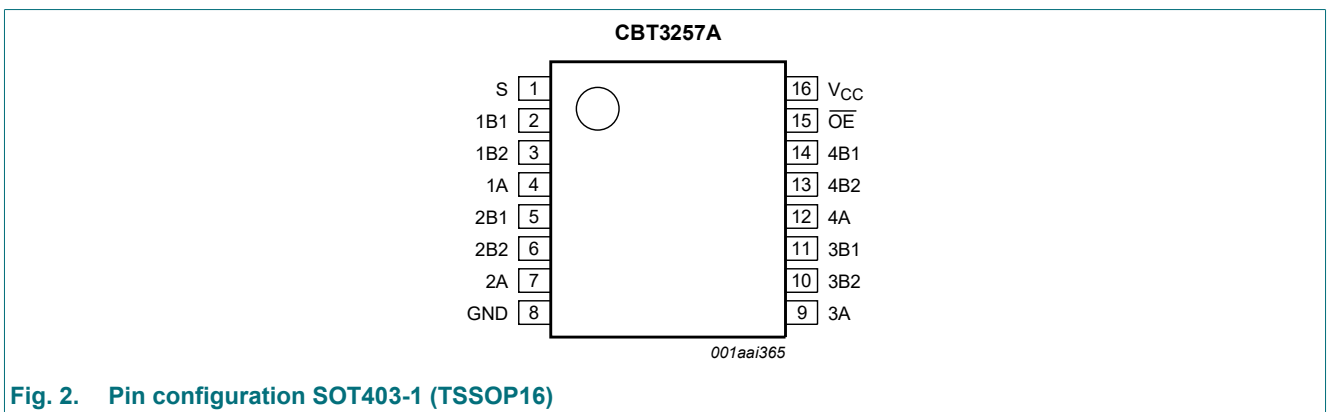 CBT3257A
S 1 16 VCC
1B1 2 15 OE
1B2 3 14 4B1
1A 4 13 4B2
2B1 5 12 4A
2B2 6 11 3B1
2A 7 10 3B2
GND 8 9 3A
001aai365
Fig. 2. Pin configuration SOT403-1 (TSSOP16)